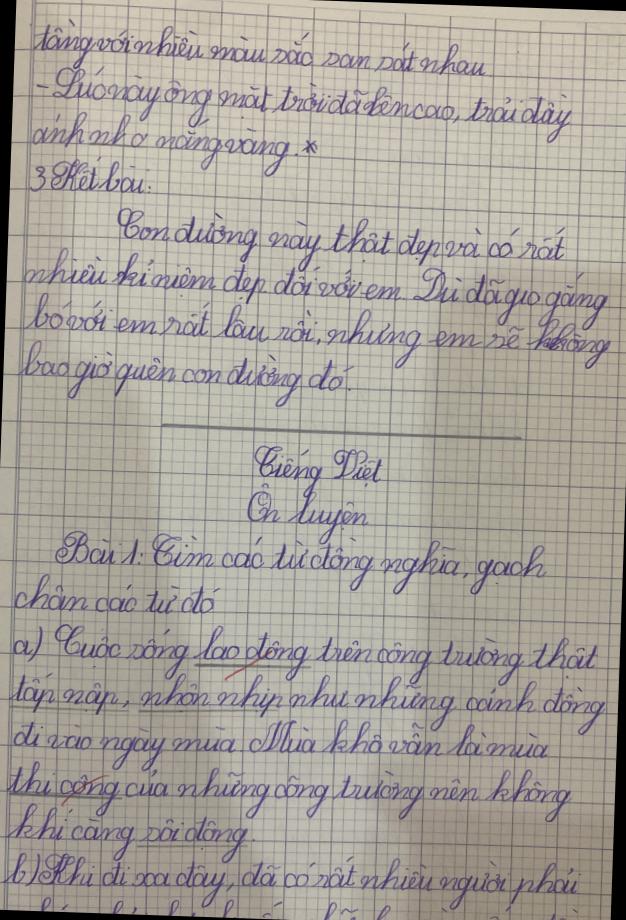 tầng với nhiều màu sắc san sát nhau
- Lúc này ông mặt trời đã lên cao, trải đầy
ánh nắng vàng. *
3 Kết bài:
Con đường này thật đẹp và có rất
nhiều kỉ niệm đẹp đối với em. Dù đã gắng
bó với em rất lâu rồi, nhưng em sẽ không
bao giờ quên con đường đó.
Tiếng Việt
Ôn luyện
Bài 1: Tìm các từ đồng nghĩa, gạch
chân các từ đó
a) Cuộc sống lao động trên công trường thật
tấp nập, nhộn nhịp như những cánh đồng
đi vào ngày mùa. Mùa khô vẫn là mùa
thi công của những công trường nên không
khí càng sôi động.
b) Khi đi xa đây, đã có rất nhiều người phải